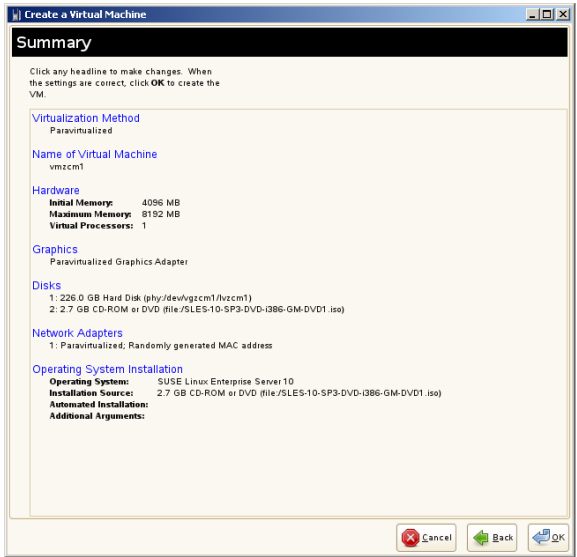 Create a Virtual Machine
Summary
Click any headline to make changes. When
the settings are correct, click OK to create the
VM.
Virtualization Method
Paravirtualized
Name of Virtual Machine
vmzcm1
Hardware
Initial Memory: 4096 MB
Maximum Memory: 8192 MB
Virtual Processors: 1
Graphics
Paravirtualized Graphics Adapter
Disks
1: 226.0 GB Hard Disk (phy:/dev/vgzcm1/lvzcm1)
2: 2.7 GB CD-ROM or DVD (file:/SLES-10-SP3-DVD-i386-GM-DVD1.iso)
Network Adapters
1: Paravirtualized; Randomly generated MAC address
Operating System Installation
Operating System: SUSE Linux Enterprise Server 10
Installation Source: 2.7 GB CD-ROM or DVD (file:/SLES-10-SP3-DVD-i386-GM-DVD1.iso)
Automated Installation:
Additional Arguments:
Cancel Back OK